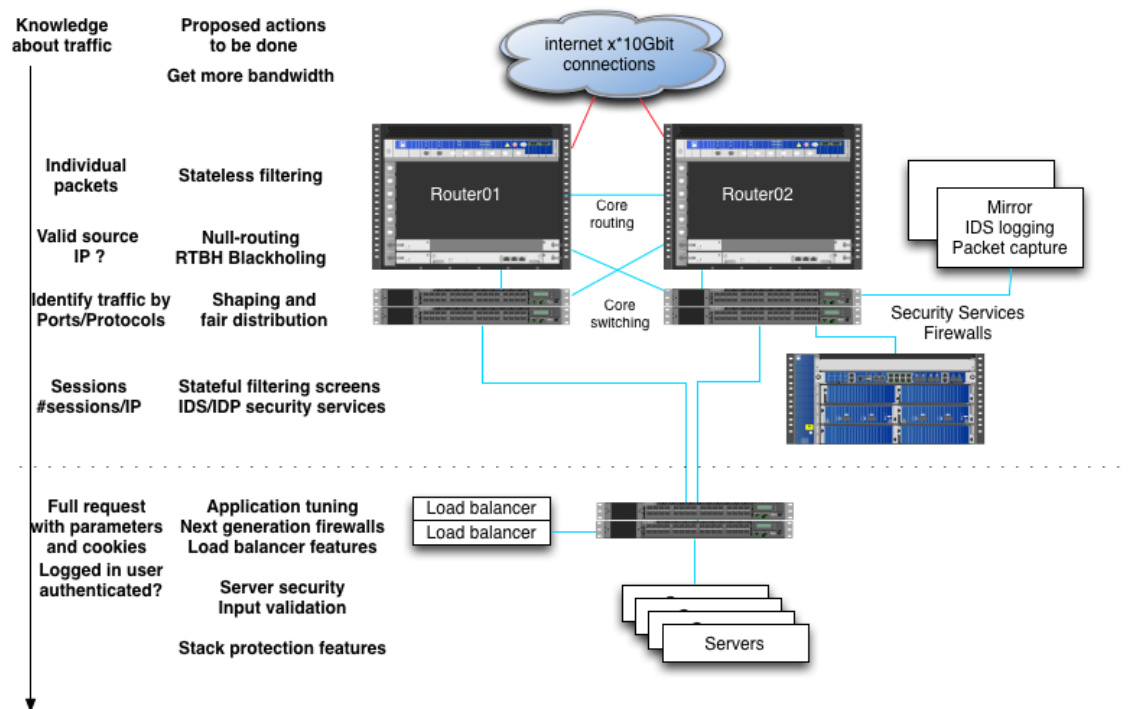 Knowledge
about traffic
Proposed actions
to be done
Get more bandwidth
internet x*10Gbit
connections
Individual
packets
Stateless filtering
Router01
Router02
Core
routing
Mirror
IDS logging
Packet capture
Valid source
IP ?
Null-routing
RTBH Blackholing
Identify traffic by
Ports/Protocols
Shaping and
fair distribution
Core
switching
Security Services
Firewalls
Sessions
#sessions/IP
Stateful filtering screens
IDS/IDP security services
Full request
with parameters
and cookies
Logged in user
authenticated?
Application tuning
Next generation firewalls
Load balancer features
Load balancer
Load balancer
Server security
Input validation
Stack protection features
Servers